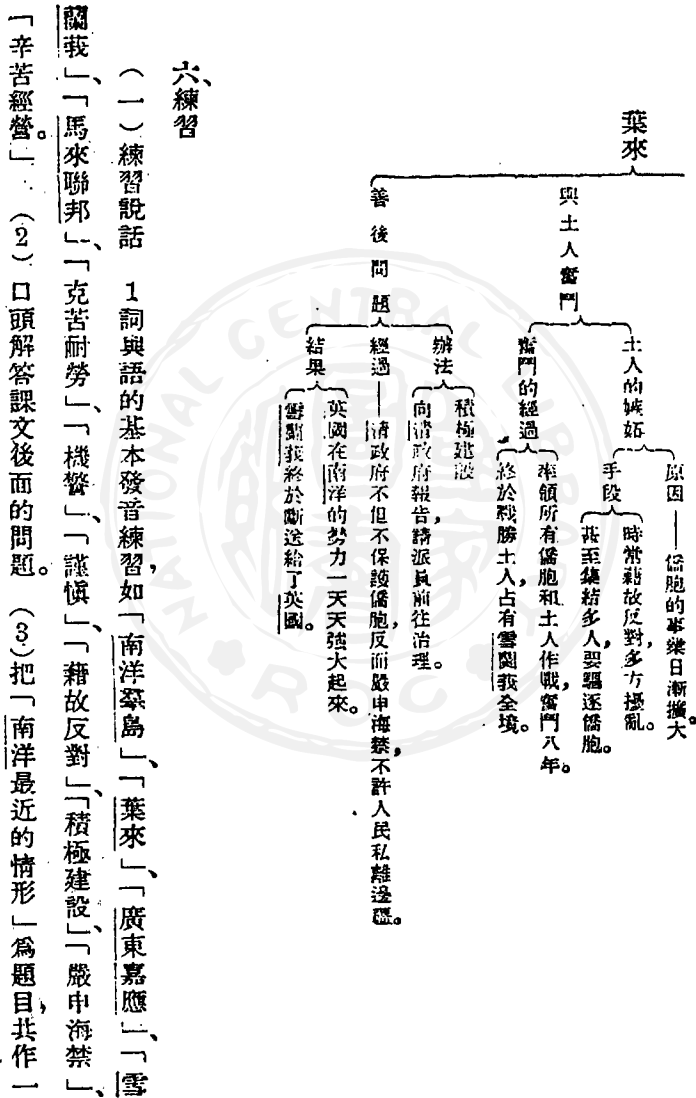 葉來
與土人奮鬥
土人的嫉妬
原因——僑胞的事業日漸擴大。
手段
時常藉故反對，多方擾亂。
甚至集結多人，要驅逐僑胞。
奮鬥的經過
率領所有僑胞和土人作戰，奮鬥八年。
終於戰勝土人，占有雪蘭莪全境。
善後問題
辦法
積極建設
向清政府報告，請派員前往治理。
經過——清政府不但不保護僑胞，反而嚴申海禁，不許人民私離邊疆。
結果
英國在南洋的勢力一天天強大起來。
雪蘭莪終於斷送給了英國。
六、練習
（一）練習說話　1詞與語的基本發音練習，如「南洋羣島」、「葉來」、「廣東嘉應」、「雪
蘭莪」、「馬來聯邦」、「克苦耐勞」、「機警」、「謹慎」、「藉故反對」、「積極建設」、「嚴申海禁」、
「辛苦經營。」（2）口頭解答課文後面的問題。（3）把「南洋最近的情形」爲題目，共作一
NATIONAL CENTRAL LIBRARY
R.O.C